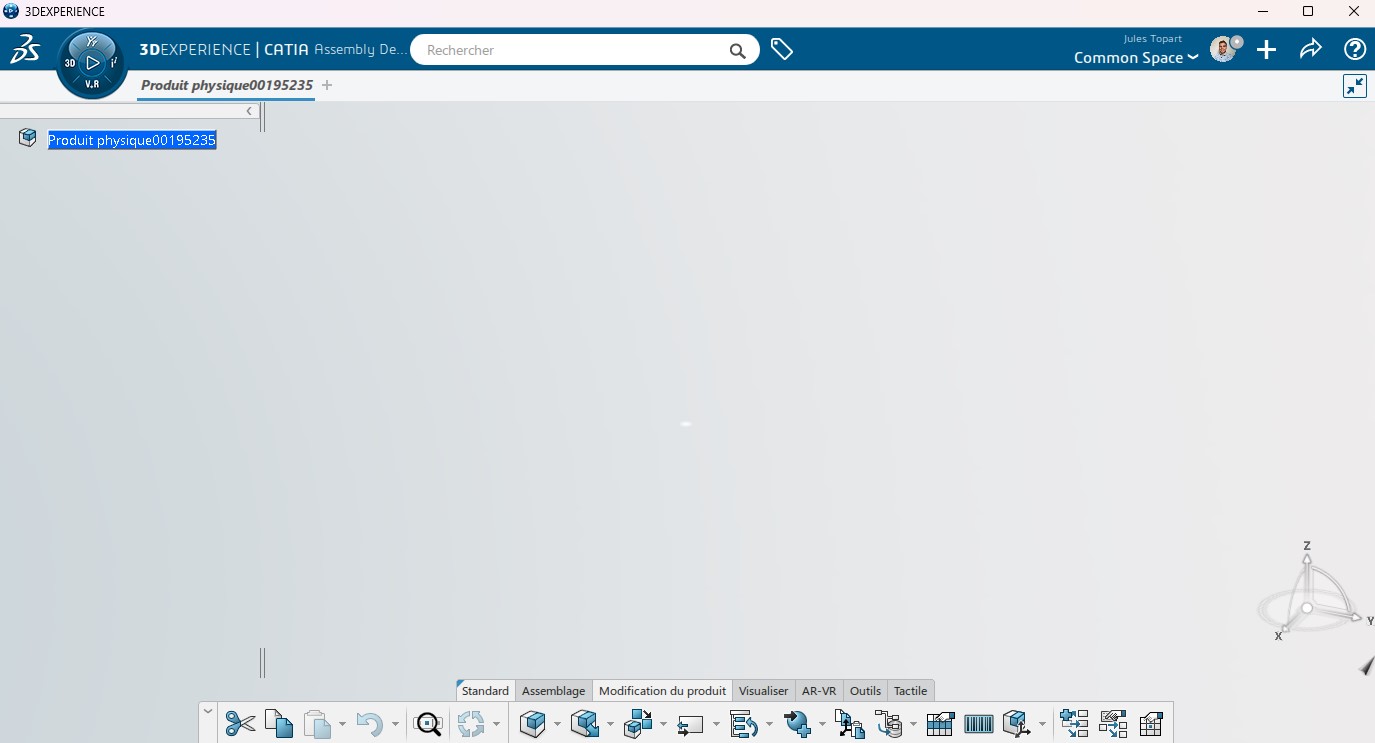 3DEXPERIENCE
3DEXPERIENCE | CATIA Assembly De...
Rechercher
Jules Topart
Common Space
3D
V.R
Produit physique00195235
Produit physique00195235
Z
Y
X
Standard Assemblage Modification du produit Visualiser AR-VR Outils Tactile